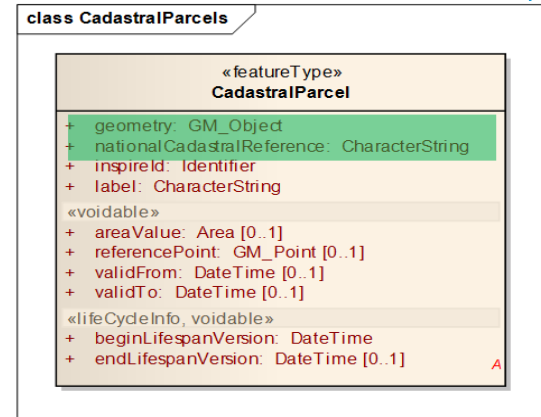 class CadastralParcels
«featureType»
CadastralParcel
+ geometry: GM_Object
+ nationalCadastralReference: CharacterString
+ inspireId: Identifier
+ label: CharacterString
«voidable»
+ areaValue: Area [0..1]
+ referencePoint: GM_Point [0..1]
+ validFrom: DateTime [0..1]
+ validTo: DateTime [0..1]
«lifeCycleInfo, voidable»
+ beginLifespanVersion: DateTime
+ endLifespanVersion: DateTime [0..1]
A